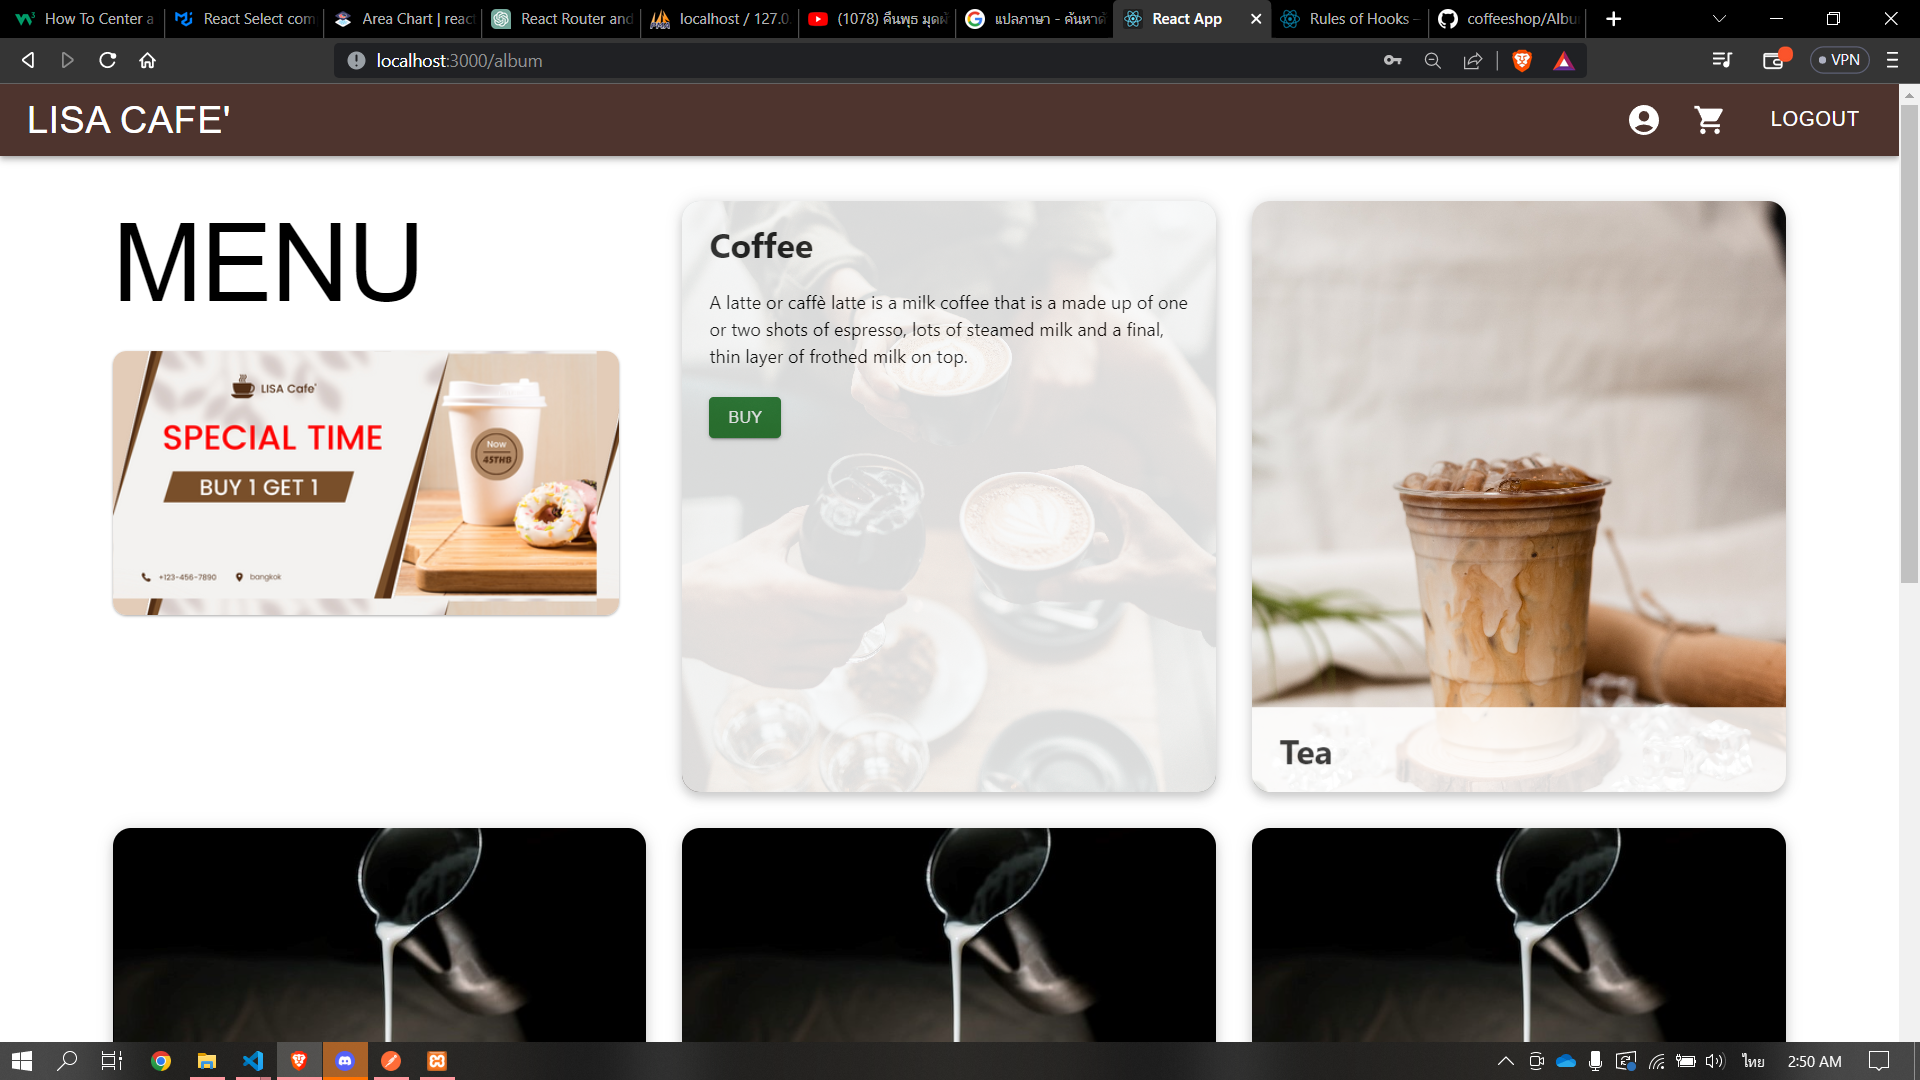 How To Center a
React Select com
Area Chart | reac
React Router and
localhost / 127.0.
(1078) คืนพุธ มุดผ้
แปลภาษา - ค้นหาด้
React App
Rules of Hooks –
coffeeshop/Albu
localhost:3000/album
VPN
LISA CAFE'
LOGOUT
MENU
LISA Cafe'
SPECIAL TIME
BUY 1 GET 1
Now
45THB
+123-456-7890
bangkok
Coffee
A latte or caffè latte is a milk coffee that is a made up of one
or two shots of espresso, lots of steamed milk and a final,
thin layer of frothed milk on top.
BUY
Tea
ไทย
2:50 AM